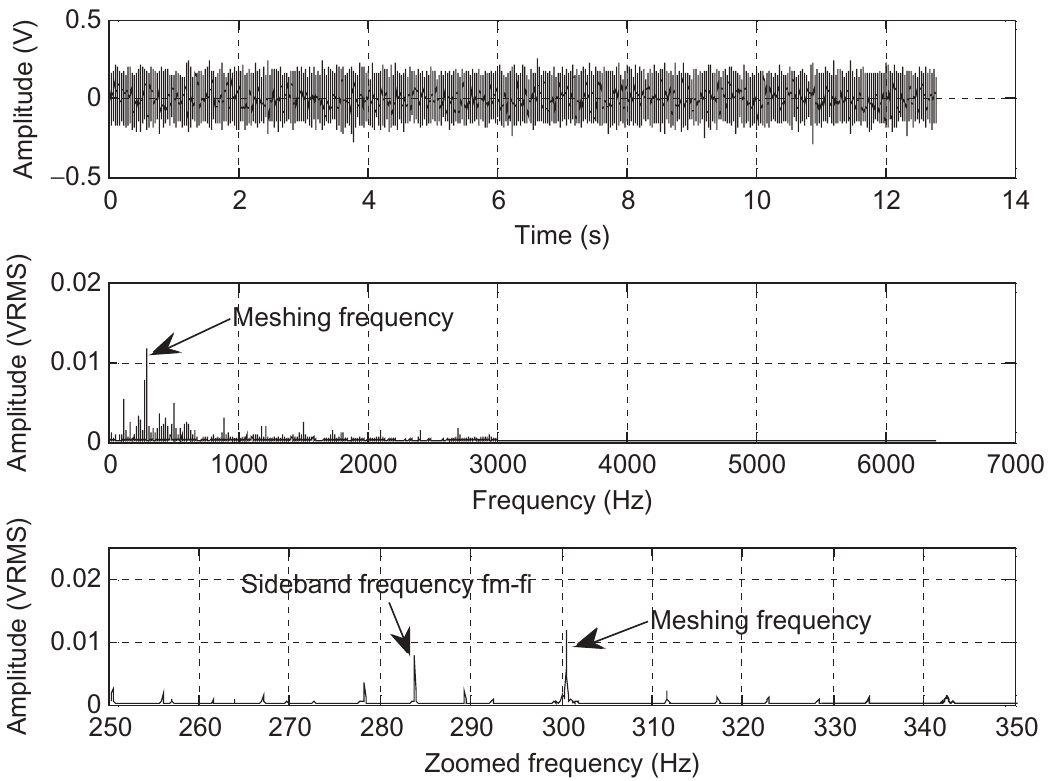 Amplitude (V)
0.5
0
–0.5
0 2 4 6 8 10 12 14
Time (s)
Amplitude (VRMS)
0.02
0.01
0
Meshing frequency
0 1000 2000 3000 4000 5000 6000 7000
Frequency (Hz)
Amplitude (VRMS)
0.02
0.01
0
Sideband frequency fm-fi
Meshing frequency
250 260 270 280 290 300 310 320 330 340 350
Zoomed frequency (Hz)